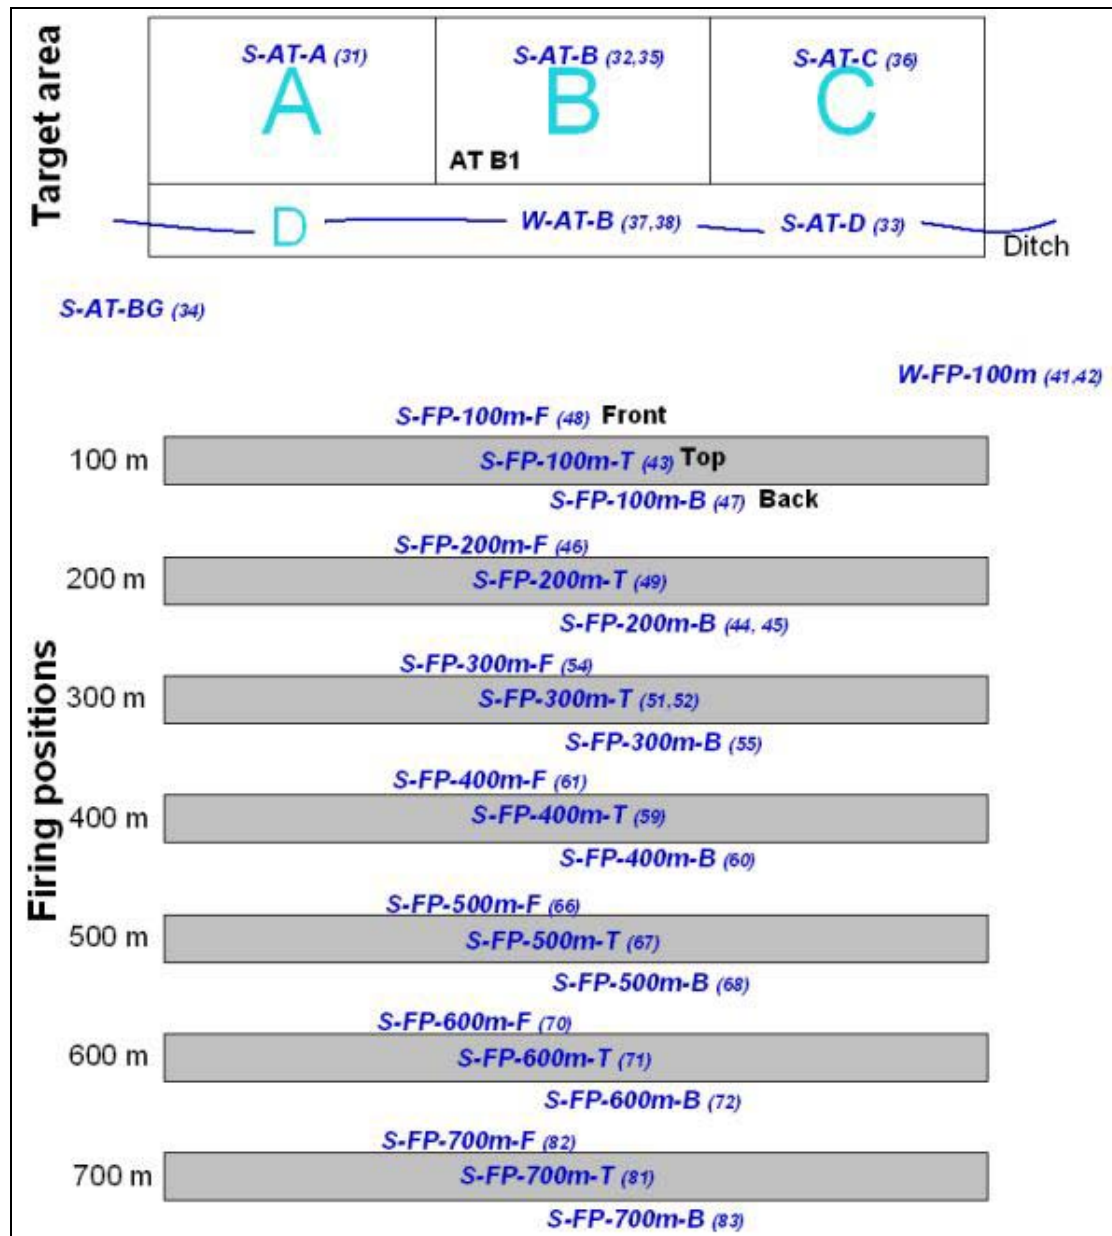 Target area
S-AT-A (31)
S-AT-B (32,35)
S-AT-C (36)
A
B
C
AT B1
D
W-AT-B (37,38)
S-AT-D (33)
Ditch
S-AT-BG (34)
W-FP-100m (41,42)
Firing positions
S-FP-100m-F (48) Front
100 m
S-FP-100m-T (43) Top
S-FP-100m-B (47) Back
S-FP-200m-F (46)
200 m
S-FP-200m-T (49)
S-FP-200m-B (44, 45)
S-FP-300m-F (54)
300 m
S-FP-300m-T (51,52)
S-FP-300m-B (55)
S-FP-400m-F (61)
400 m
S-FP-400m-T (59)
S-FP-400m-B (60)
S-FP-500m-F (66)
500 m
S-FP-500m-T (67)
S-FP-500m-B (68)
S-FP-600m-F (70)
600 m
S-FP-600m-T (71)
S-FP-600m-B (72)
S-FP-700m-F (82)
700 m
S-FP-700m-T (81)
S-FP-700m-B (83)